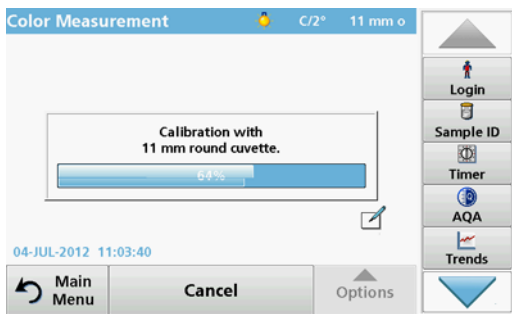 Color Measurement C/2° 11 mm o
Login
Calibration with
11 mm round cuvette.
64%
Sample ID
Timer
AQA
Trends
04-JUL-2012 11:03:40
Main
Menu
Cancel
Options